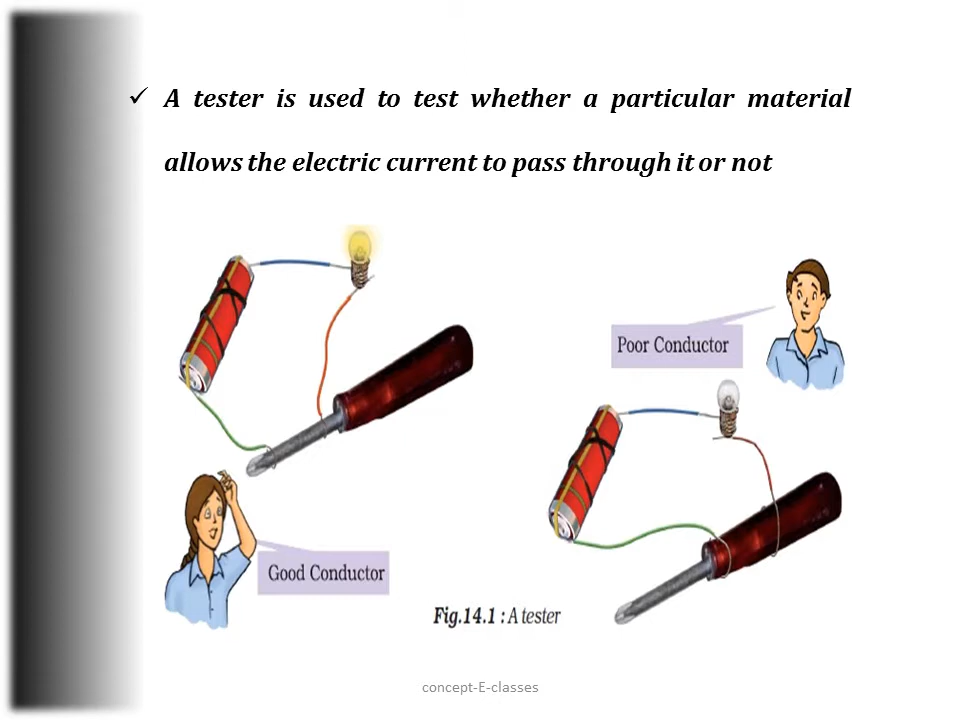 ✓ A tester is used to test whether a particular material
allows the electric current to pass through it or not
Poor Conductor
Good Conductor
Fig.14.1 : A tester
concept-E-classes